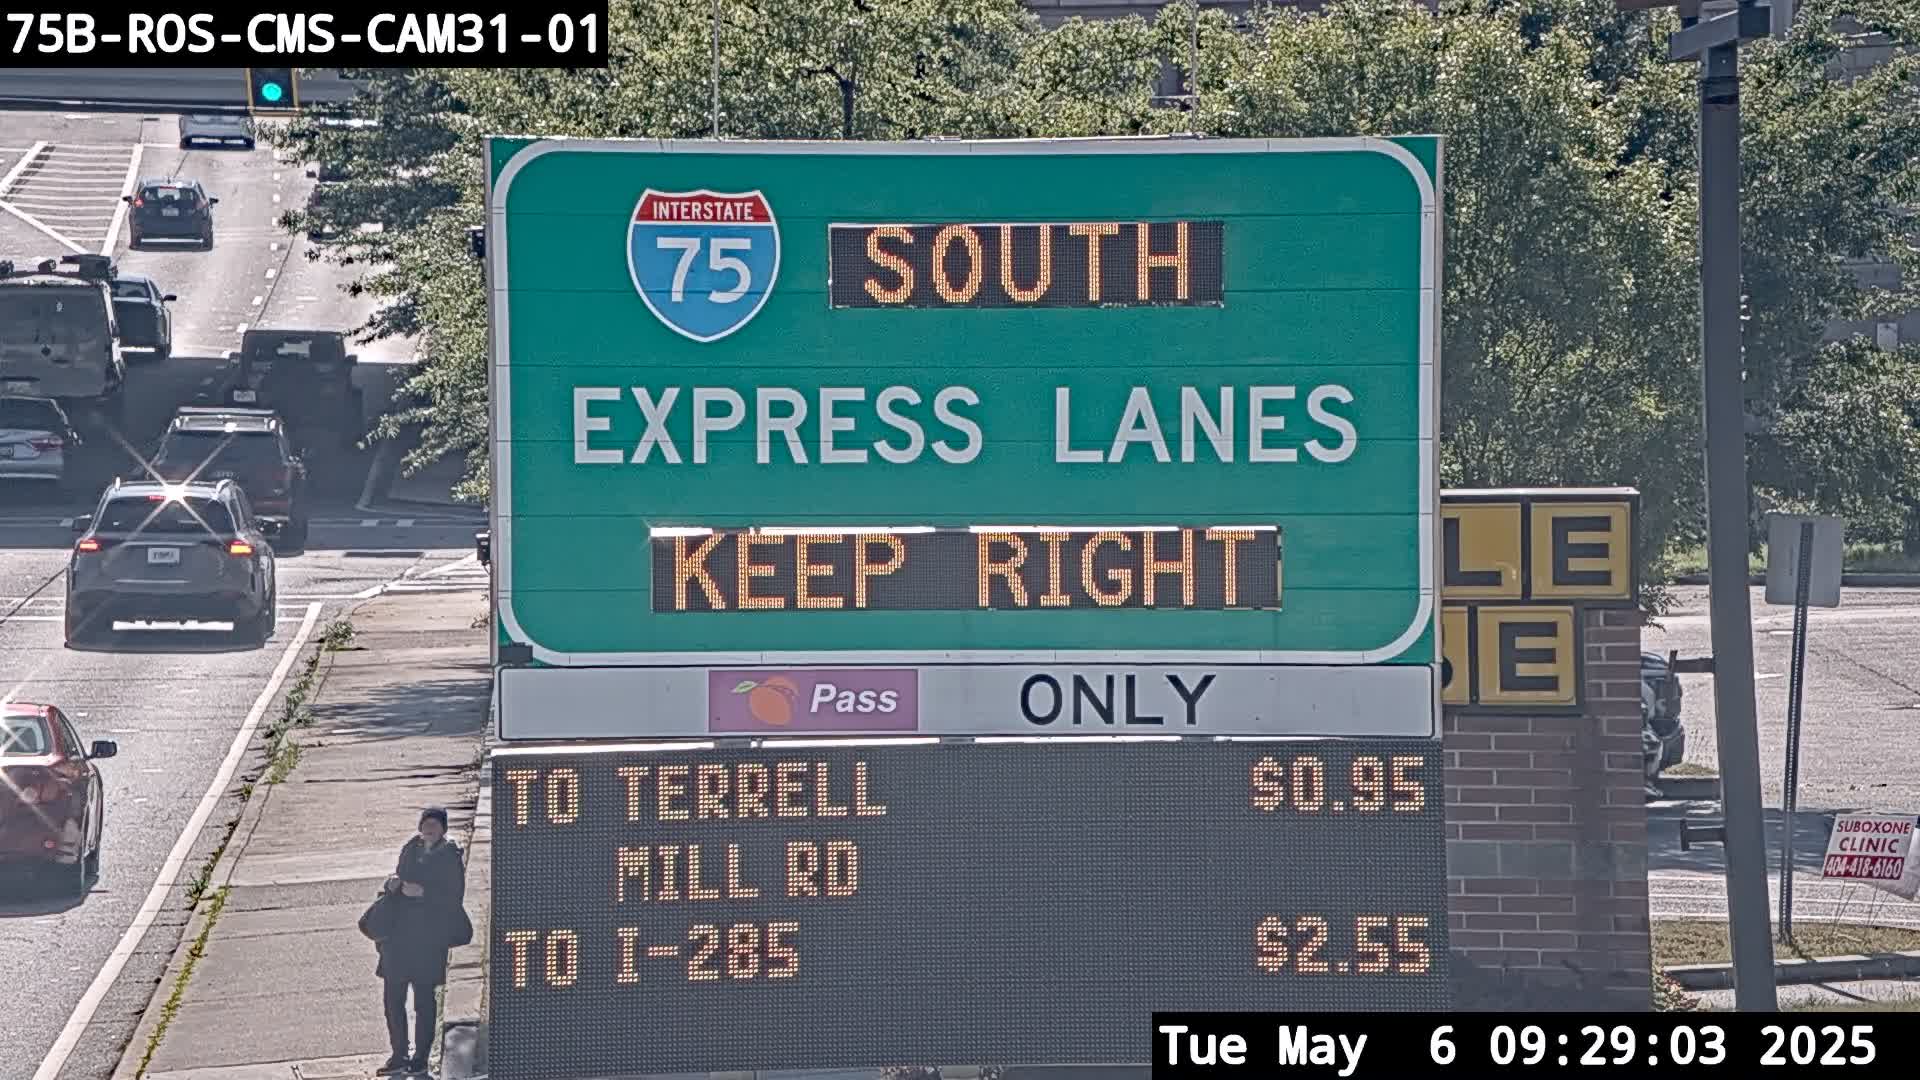 75B-ROS-CMS-CAM31-01
INTERSTATE
75
SOUTH
EXPRESS LANES
KEEP RIGHT
Pass
ONLY
TO TERRELL $0.95
MILL RD
TO I-285 $2.55
LE
E
SUBOXONE
CLINIC
404-418-6160
Tue May 6 09:29:03 2025